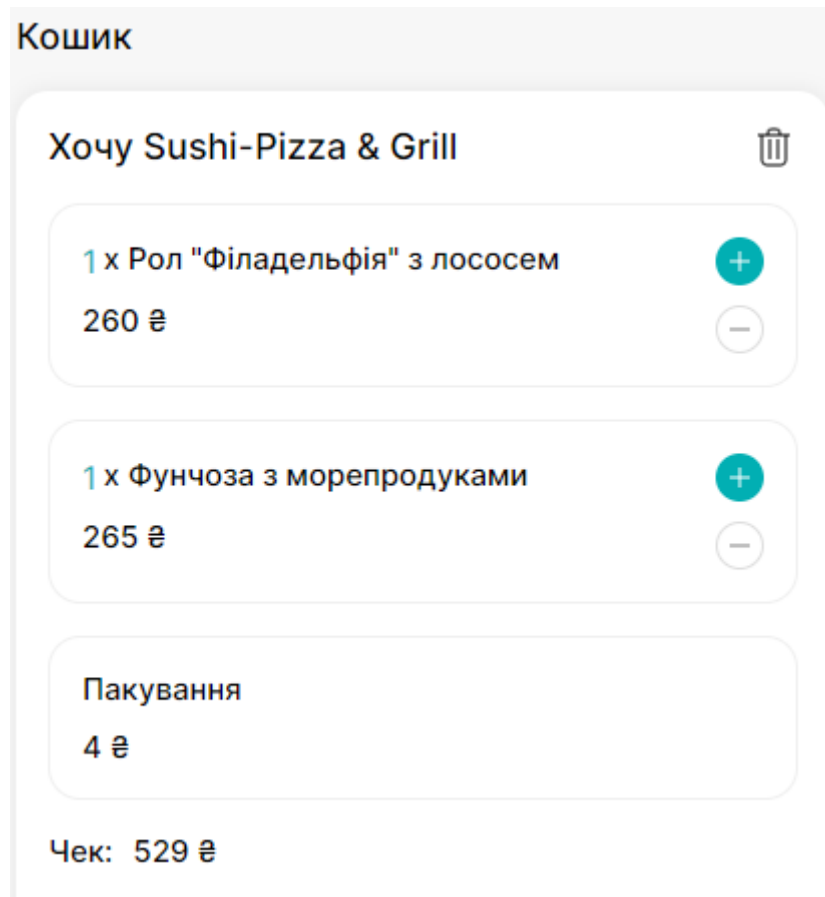 Кошик
Хочу Sushi-Pizza & Grill
1 x Рол "Філадельфія" з лососем
260 ₴
1 x Фунчоза з морепродуками
265 ₴
Пакування
4 ₴
Чек: 529 ₴